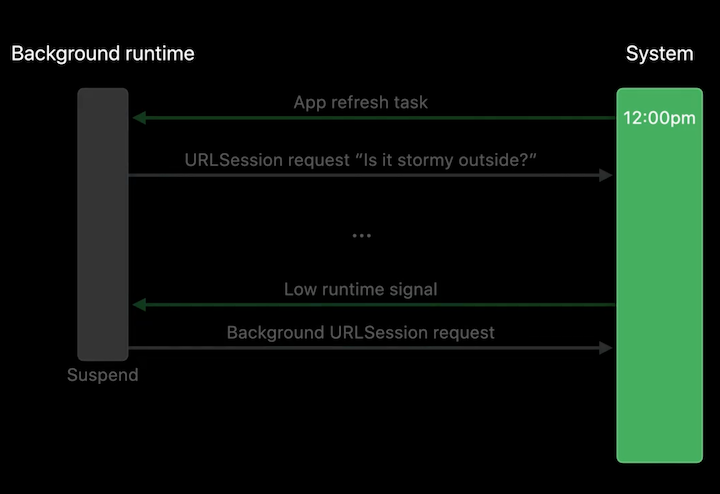 Background runtime
System
App refresh task
12:00pm
URLSession request “Is it stormy outside?”
...
Low runtime signal
Background URLSession request
Suspend